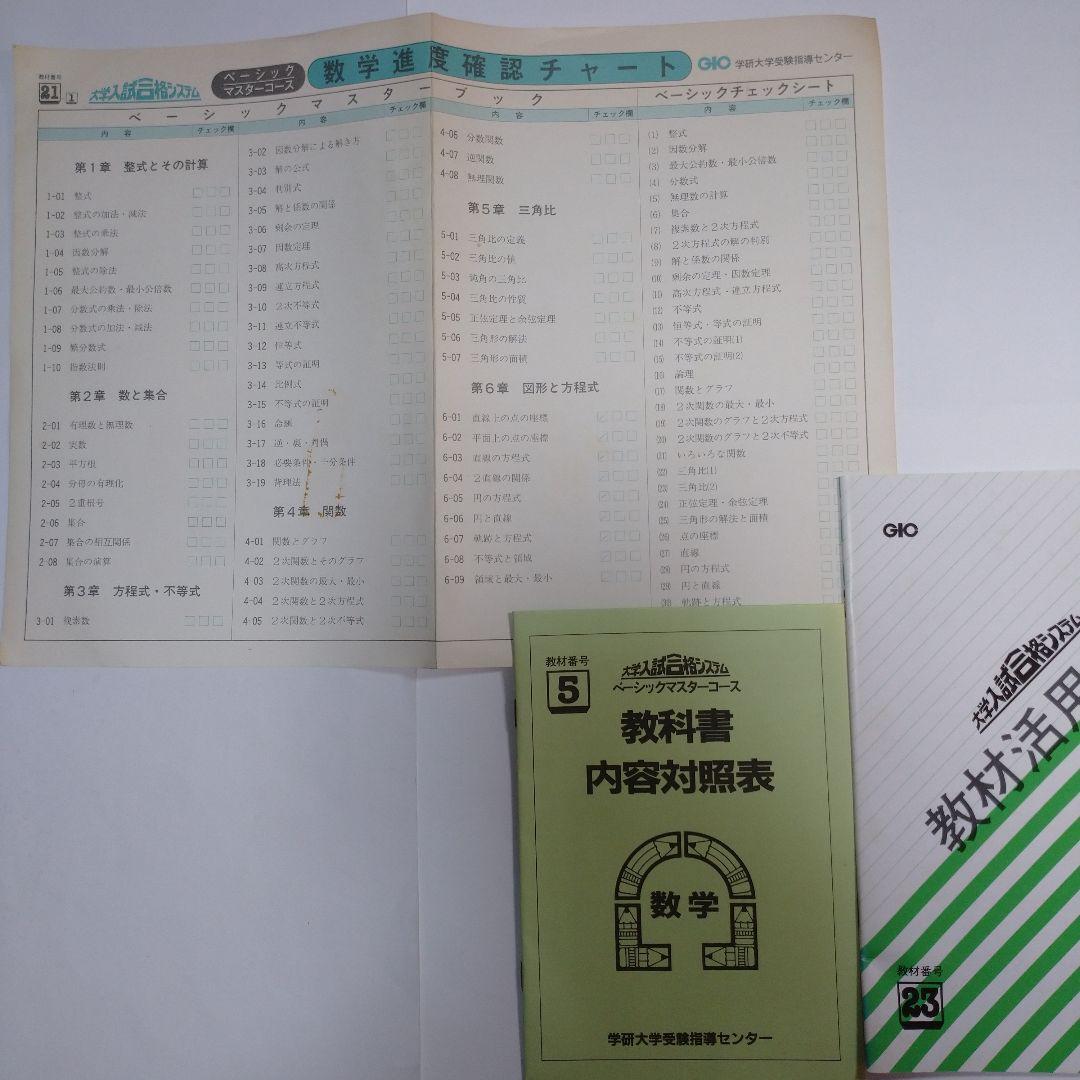 教材番号
21 1
大学入試合格システム
ベーシック
マスターコース
数学進度確認チャート
GIO 学研大学受験指導センター
ベーシックマスターブック
ベーシックチェックシート
内容 チェック欄
内容 チェック欄
内容 チェック欄
内容 チェック欄
第1章 整式とその計算
1-01 整式
1-02 整式の加法・減法
1-03 整式の乗法
1-04 因数分解
1-05 整式の除法
1-06 最大公約数・最小公倍数
1-07 分数式の乗法・除法
1-08 分数式の加法・減法
1-09 繁分数式
1-10 指数法則
第2章 数と集合
2-01 有理数と無理数
2-02 実数
2-03 平方根
2-04 分母の有理化
2-05 2重根号
2-06 集合
2-07 集合の相互関係
2-08 集合の演算
第3章 方程式・不等式
3-01 複素数
3-02 因数分解による解き方
3-03 解の公式
3-04 判別式
3-05 解と係数の関係
3-06 剰余の定理
3-07 因数定理
3-08 高次方程式
3-09 連立方程式
3-10 2次不等式
3-11 連立不等式
3-12 恒等式
3-13 等式の証明
3-14 比例式
3-15 不等式の証明
3-16 命題
3-17 逆・裏・対偶
3-18 必要条件・十分条件
3-19 背理法
第4章 関数
4-01 関数とグラフ
4-02 2次関数とそのグラフ
4-03 2次関数の最大・最小
4-04 2次関数と2次方程式
4-05 2次関数と2次不等式
4-06 分数関数
4-07 逆関数
4-08 無理関数
第5章 三角比
5-01 三角比の定義
5-02 三角比の値
5-03 鈍角の三角比
5-04 三角比の性質
5-05 正弦定理と余弦定理
5-06 三角形の解法
5-07 三角形の面積
第6章 図形と方程式
6-01 直線上の点の座標
6-02 平面上の点の座標
6-03 直線の方程式
6-04 2直線の関係
6-05 円の方程式
6-06 円と直線
6-07 軌跡と方程式
6-08 不等式と領域
6-09 領域と最大・最小
(1) 整式
(2) 因数分解
(3) 最大公約数・最小公倍数
(4) 分数式
(5) 無理数の計算
(6) 集合
(7) 複素数と2次方程式
(8) 2次方程式の解の判別
(9) 解と係数の関係
(10) 剰余の定理・因数定理
(11) 高次方程式・連立方程式
(12) 不等式
(13) 恒等式・等式の証明
(14) 不等式の証明(1)
(15) 不等式の証明(2)
(16) 論理
(17) 関数とグラフ
(18) 2次関数の最大・最小
(19) 2次関数のグラフと2次方程式
(20) 2次関数のグラフと2次不等式
(21) いろいろな関数
(22) 三角比(1)
(23) 三角比(2)
(24) 正弦定理・余弦定理
(25) 三角形の解法と面積
(26) 点の座標
(27) 直線
(28) 円の方程式
(29) 円と直線
(30) 軌跡と方程式
教材番号
5
大学入試合格システム
ベーシックマスターコース
教科書
内容対照表
数学
学研大学受験指導センター
GIO
大学入試合格システム
教材活用
教材番号
23